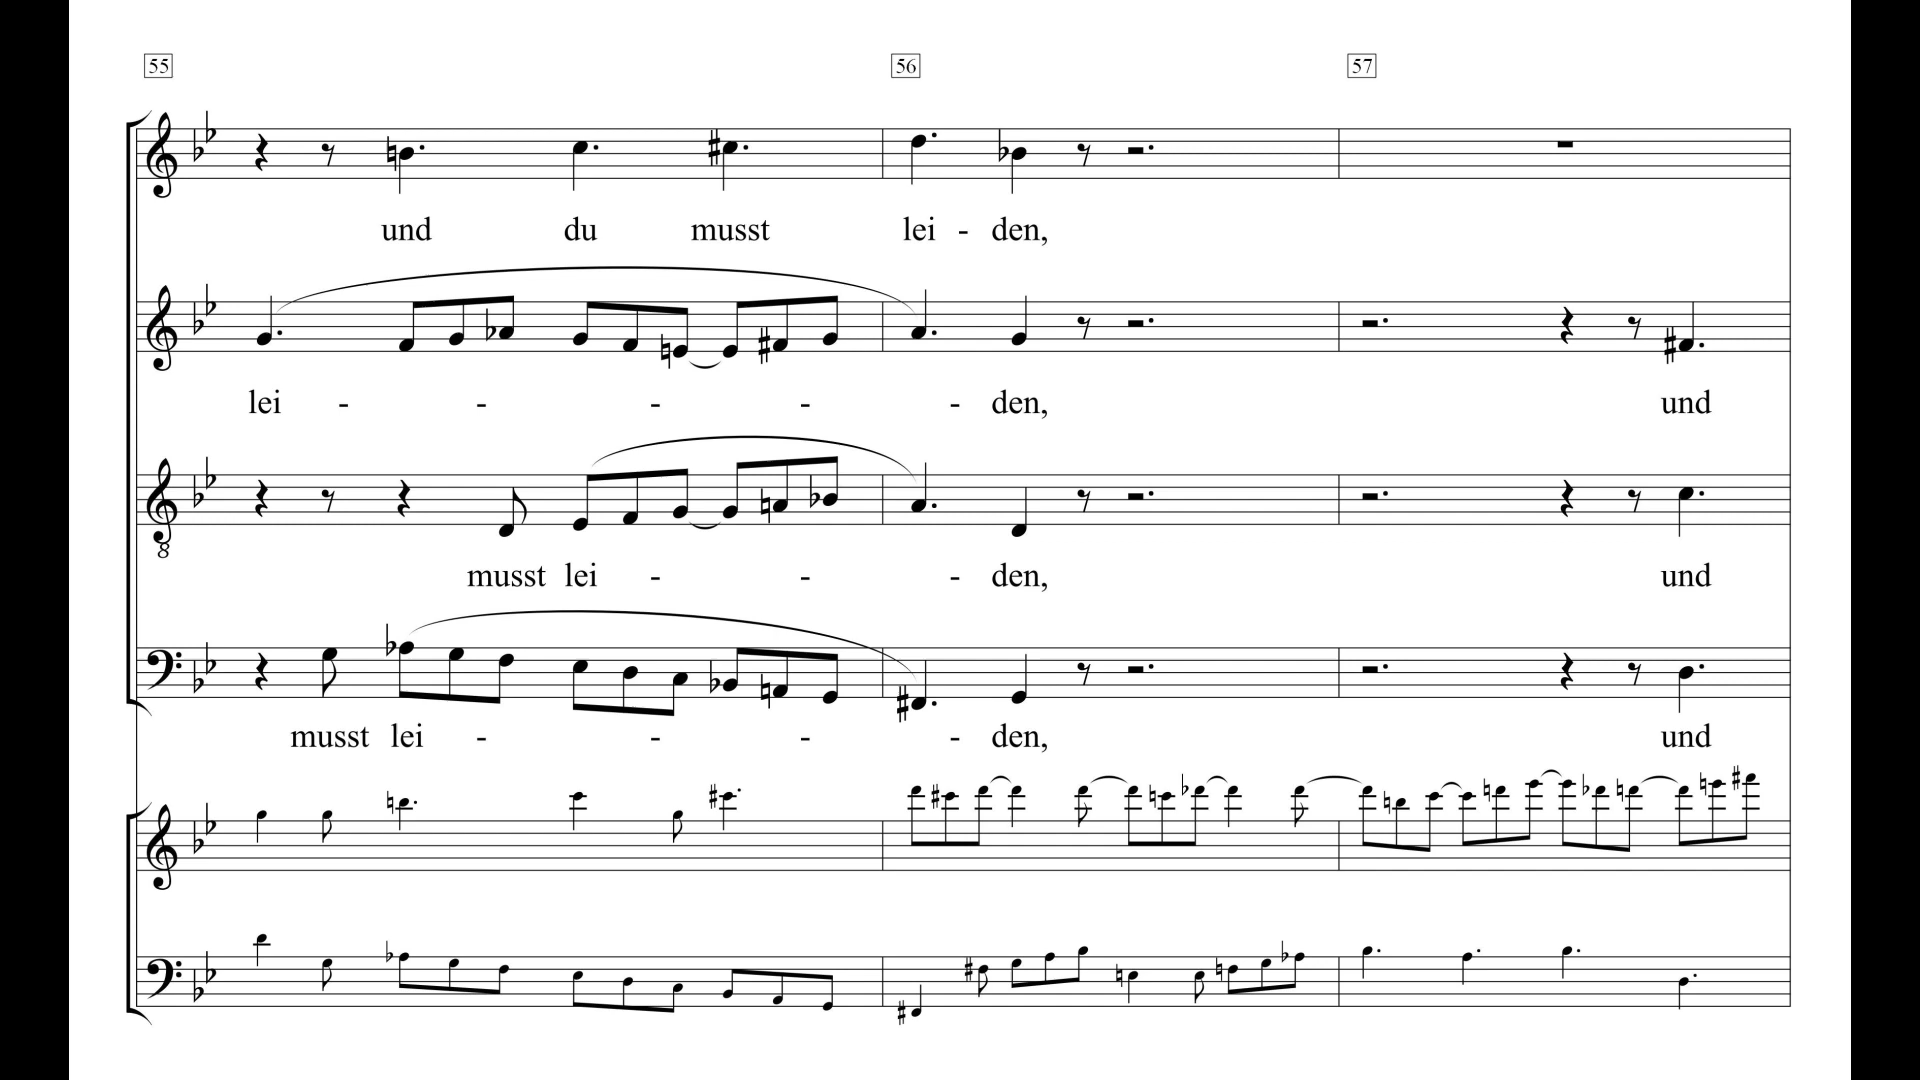 55 56 57
und du musst lei - den,
lei - - - - - den, und
8
musst lei - - - den, und
musst lei - - - - den, und